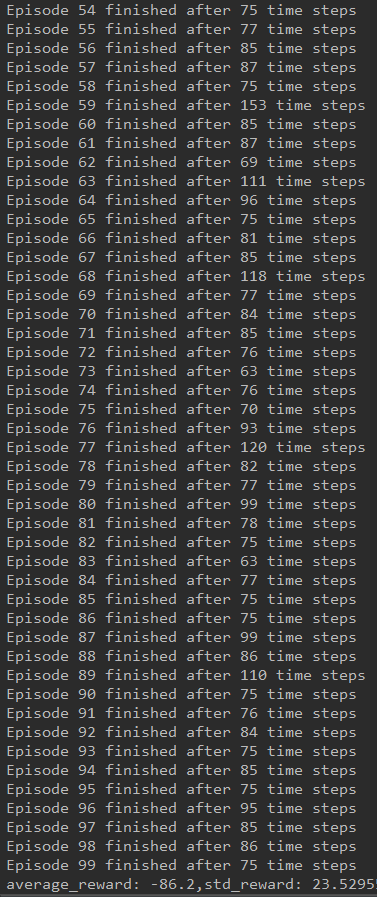 Episode 54 finished after 75 time steps
Episode 55 finished after 77 time steps
Episode 56 finished after 85 time steps
Episode 57 finished after 87 time steps
Episode 58 finished after 75 time steps
Episode 59 finished after 153 time steps
Episode 60 finished after 85 time steps
Episode 61 finished after 87 time steps
Episode 62 finished after 69 time steps
Episode 63 finished after 111 time steps
Episode 64 finished after 96 time steps
Episode 65 finished after 75 time steps
Episode 66 finished after 81 time steps
Episode 67 finished after 85 time steps
Episode 68 finished after 118 time steps
Episode 69 finished after 77 time steps
Episode 70 finished after 84 time steps
Episode 71 finished after 85 time steps
Episode 72 finished after 76 time steps
Episode 73 finished after 63 time steps
Episode 74 finished after 76 time steps
Episode 75 finished after 70 time steps
Episode 76 finished after 93 time steps
Episode 77 finished after 120 time steps
Episode 78 finished after 82 time steps
Episode 79 finished after 77 time steps
Episode 80 finished after 99 time steps
Episode 81 finished after 78 time steps
Episode 82 finished after 75 time steps
Episode 83 finished after 63 time steps
Episode 84 finished after 77 time steps
Episode 85 finished after 75 time steps
Episode 86 finished after 75 time steps
Episode 87 finished after 99 time steps
Episode 88 finished after 86 time steps
Episode 89 finished after 110 time steps
Episode 90 finished after 75 time steps
Episode 91 finished after 76 time steps
Episode 92 finished after 84 time steps
Episode 93 finished after 75 time steps
Episode 94 finished after 85 time steps
Episode 95 finished after 75 time steps
Episode 96 finished after 95 time steps
Episode 97 finished after 85 time steps
Episode 98 finished after 86 time steps
Episode 99 finished after 75 time steps
average_reward: -86.2,std_reward: 23.5295